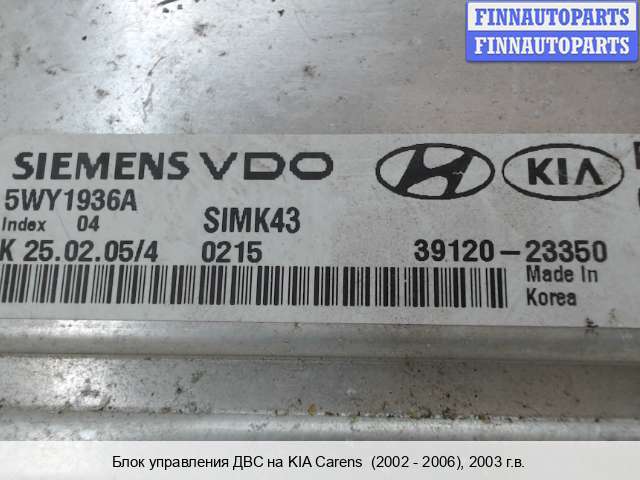 FINNAUTOPARTS
FINNAUTOPARTS
SIEMENS VDO
KIA
5WY1936A
Index 04
SIMK43
K 25.02.05/4 0215 39120-23350
Made In
Korea
Блок управления ДВС на KIA Carens (2002 - 2006), 2003 г.в.